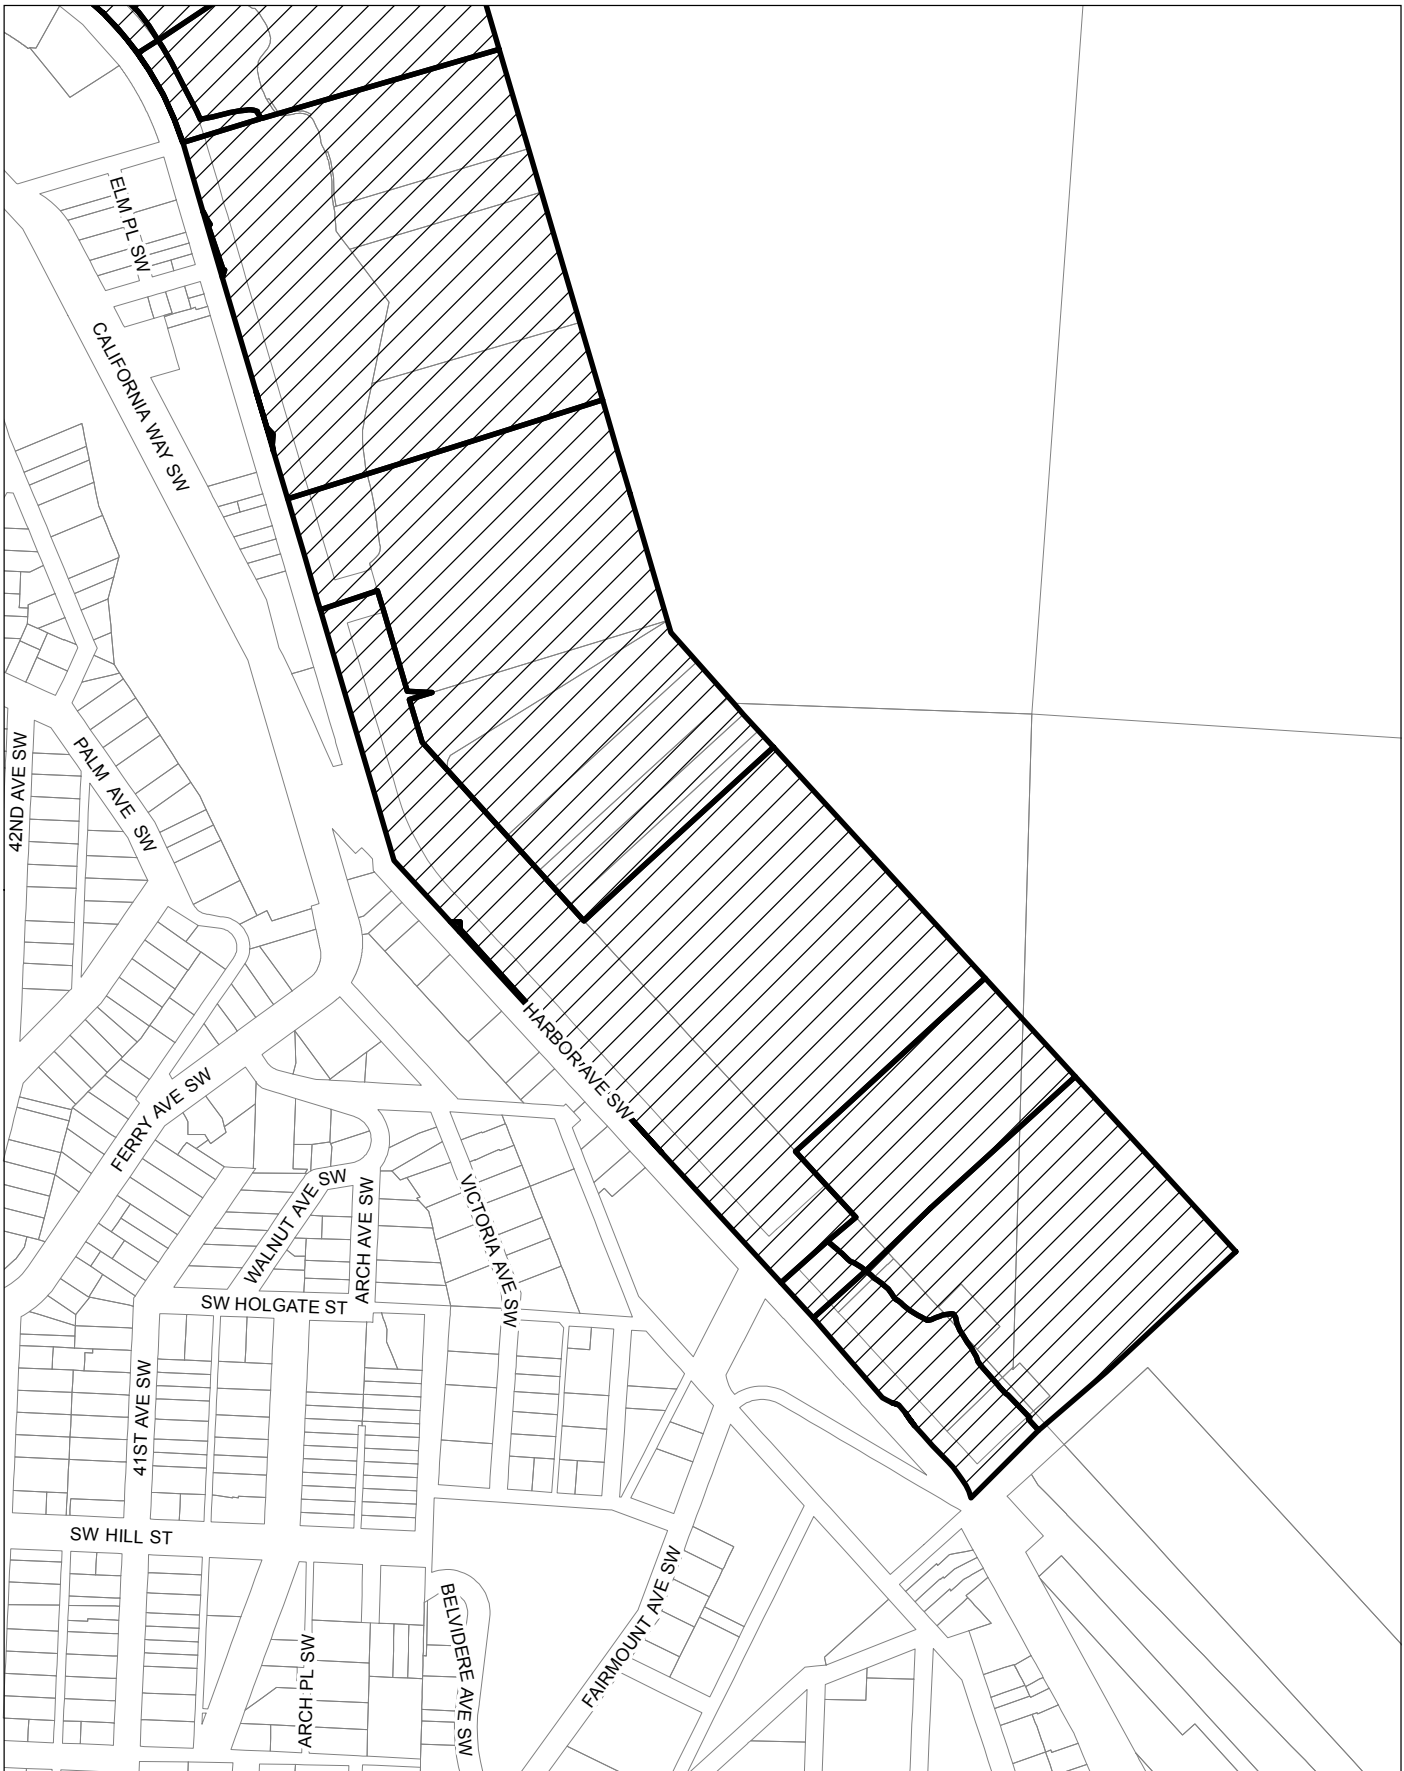 ELM PL SW
CALIFORNIA WAY SW
42ND AVE SW
PALM AVE SW
HARBOR AVE SW
FERRY AVE SW
WALNUT AVE SW
ARCH AVE SW
VICTORIA AVE SW
SW HOLGATE ST
41ST AVE SW
SW HILL ST
BELVIDERE AVE SW
FAIRMOUNT AVE SW
ARCH PL SW